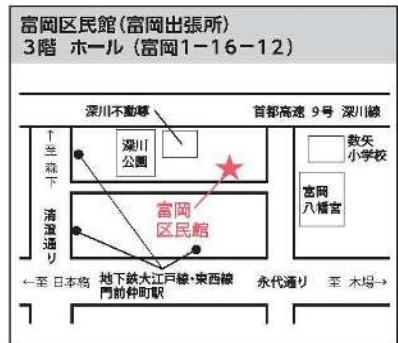 富岡区民館(富岡出張所)
3階 ホール(富岡1-16-12)
深川不動尊
首都高速 9号 深川線
↑至 森下
深川
公園
数矢
小学校
富岡
八幡宮
富岡
区民館
清澄通り
←至 日本橋
地下鉄大江戸線・東西線
門前仲町駅
永代通り
至 木場→